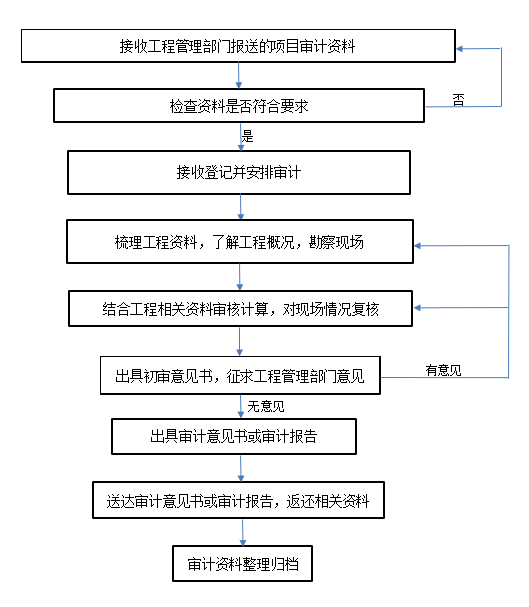 接收工程管理部门报送的项目审计资料
检查资料是否符合要求
否
是
接收登记并安排审计
梳理工程资料，了解工程概况，勘察现场
结合工程相关资料审核计算，对现场情况复核
出具初审意见书，征求工程管理部门意见
有意见
无意见
出具审计意见书或审计报告
送达审计意见书或审计报告，返还相关资料
审计资料整理归档